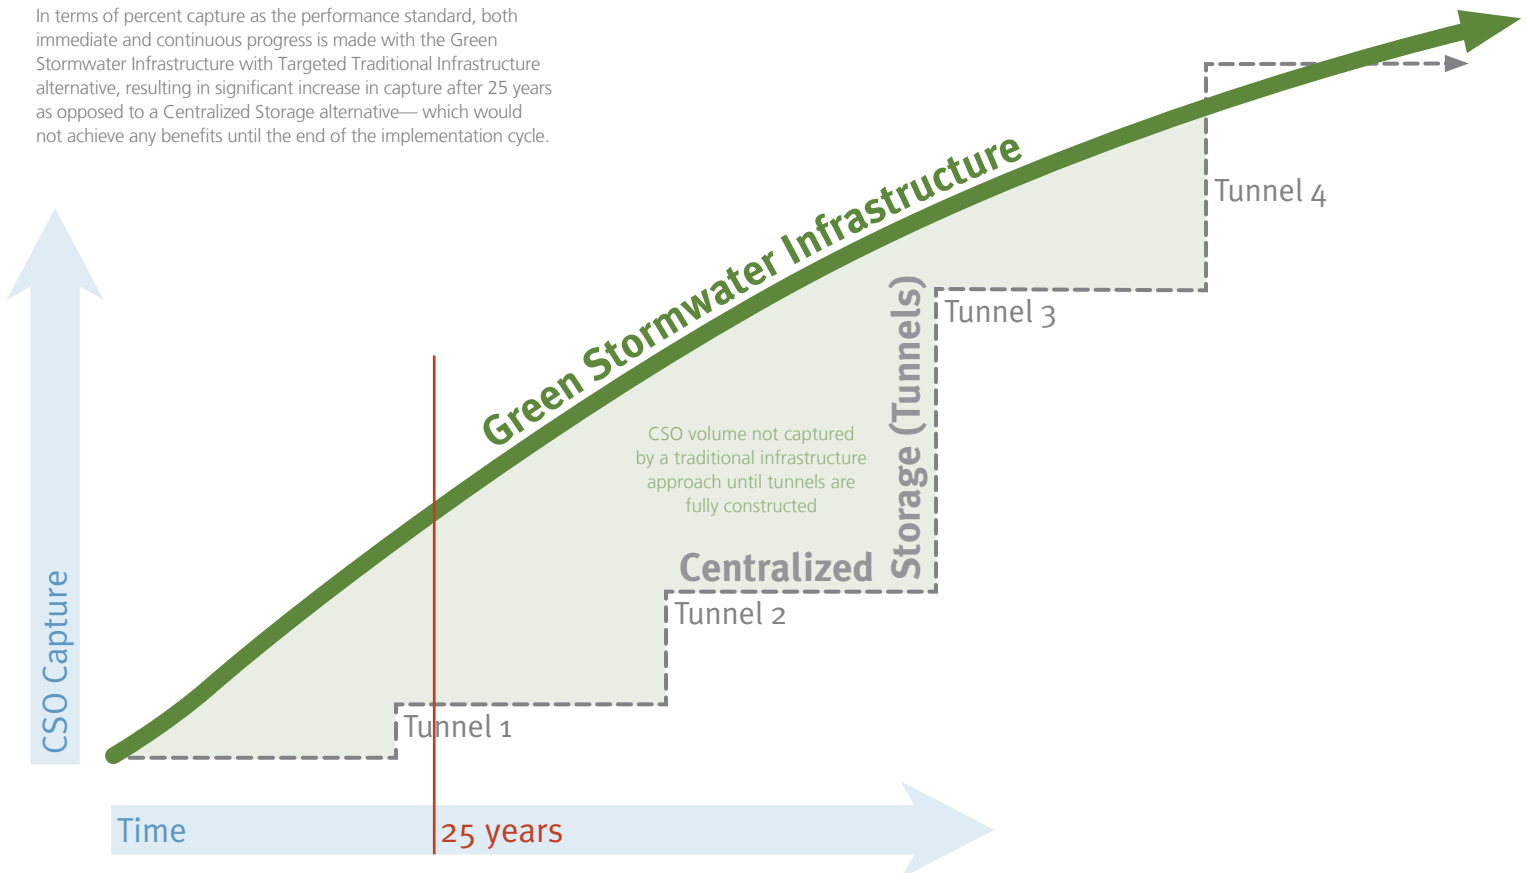 In terms of percent capture as the performance standard, both
immediate and continuous progress is made with the Green
Stormwater Infrastructure with Targeted Traditional Infrastructure
alternative, resulting in significant increase in capture after 25 years
as opposed to a Centralized Storage alternative— which would
not achieve any benefits until the end of the implementation cycle.
Green Stormwater Infrastructure
Tunnel 4
Tunnel 3
Storage (Tunnels)
CSO volume not captured
by a traditional infrastructure
approach until tunnels are
fully constructed
Centralized
Tunnel 2
Tunnel 1
CSO Capture
Time
25 years